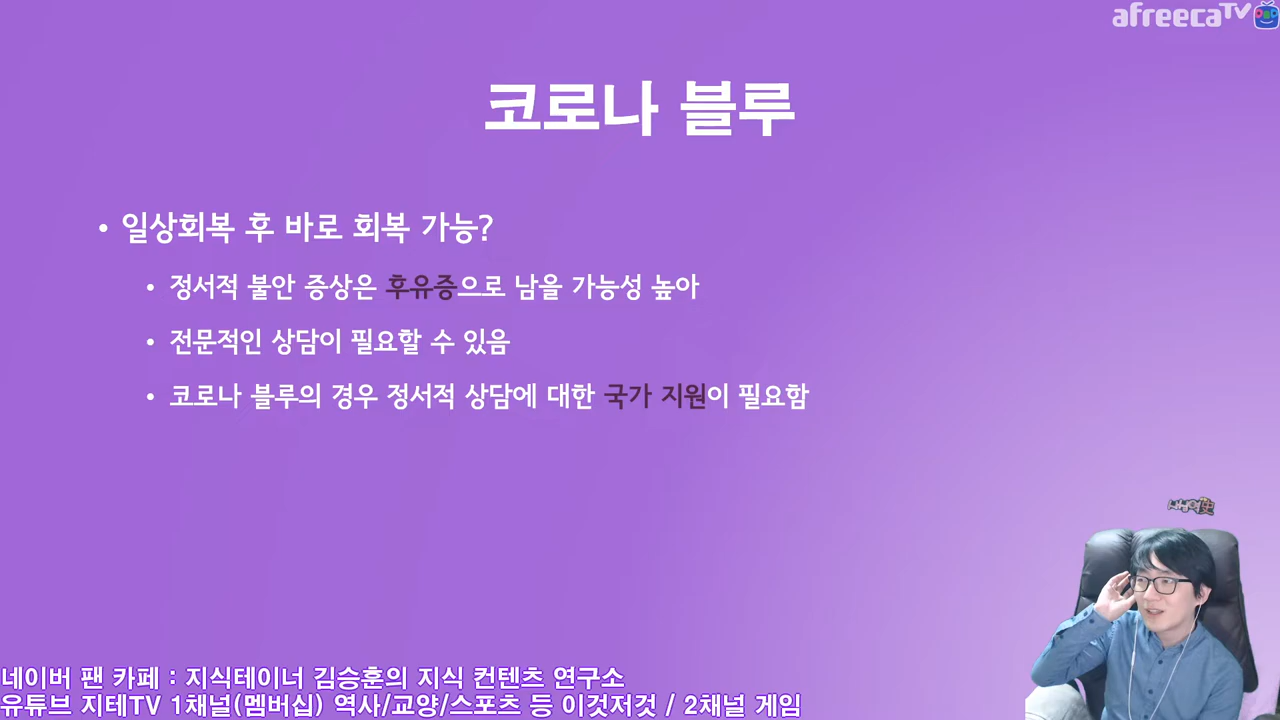 afreecaTV
코로나 블루
• 일상회복 후 바로 회복 가능?
• 정서적 불안 증상은 후유증으로 남을 가능성 높아
• 전문적인 상담이 필요할 수 있음
• 코로나 블루의 경우 정서적 상담에 대한 국가 지원이 필요함
네이버 팬 카페 : 지식테이너 김승훈의 지식 컨텐츠 연구소
유튜브 지테TV 1채널(멤버십) 역사/교양/스포츠 등 이것저것 / 2채널 게임